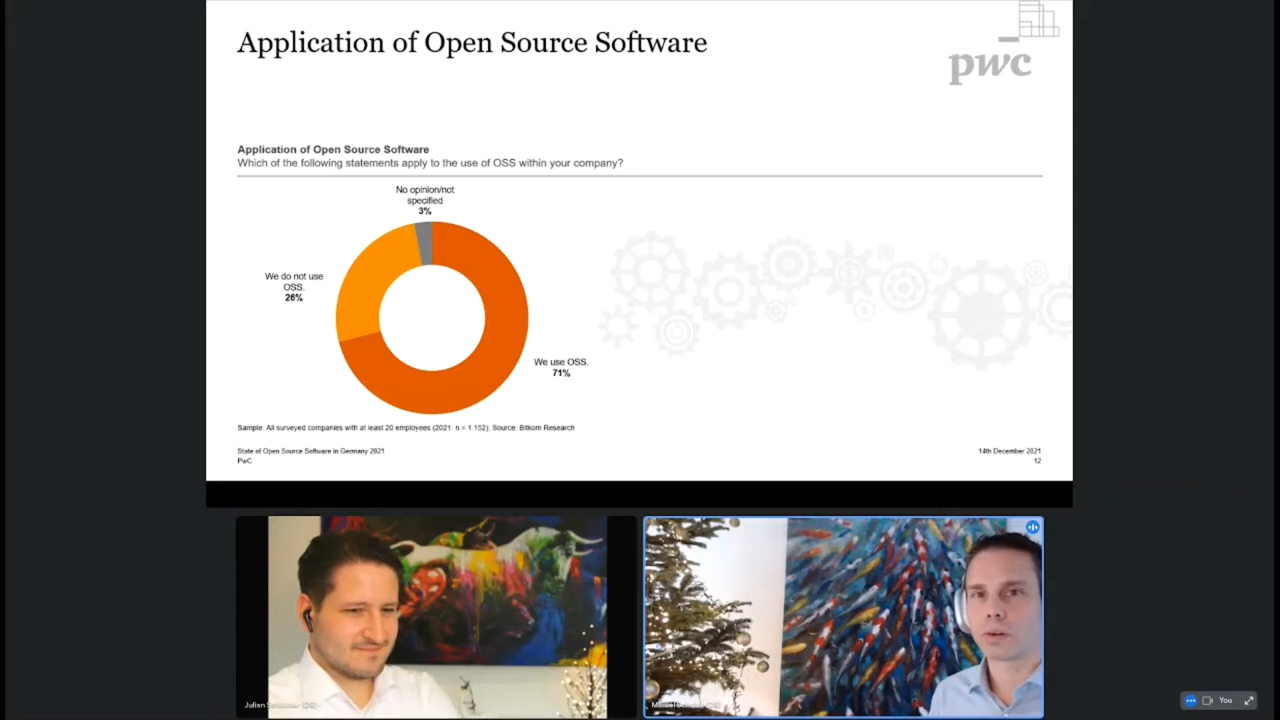 Application of Open Source Software
pwc
Application of Open Source Software
Which of the following statements apply to the use of OSS within your company?
No opinion/not
specified
3%
We do not use
OSS.
26%
We use OSS.
71%
Sample: All surveyed companies with at least 20 employees (2021: n = 1.152); Source: Bitkom Research
State of Open Source Software in Germany 2021
PwC
14th December 2021
12
Julien
You